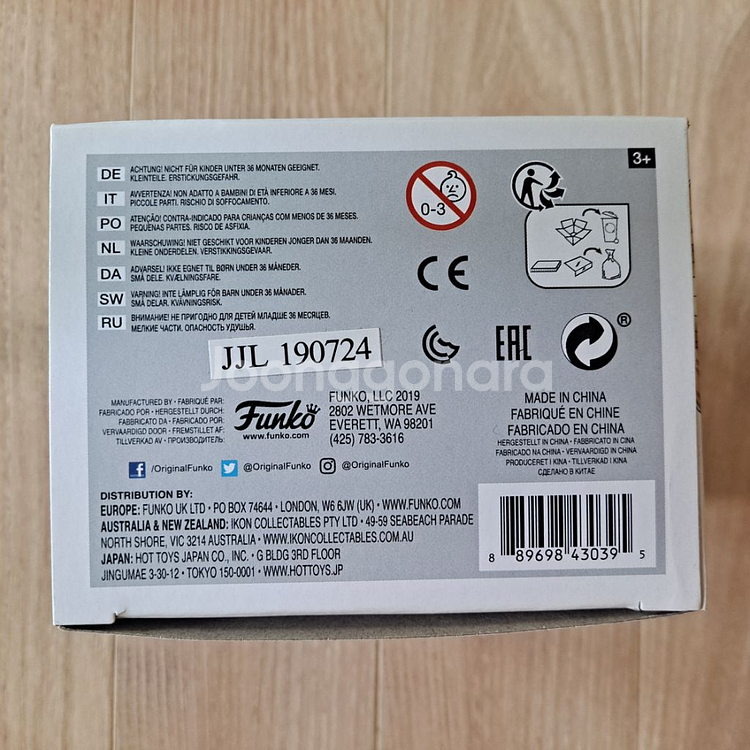 3+
DE ACHTUNG! NICHT FÜR KINDER UNTER 36 MONATEN GEEIGNET.
KLEINTEILE. ERSTICKUNGSGEFAHR.
IT AVVERTENZA! NON ADATTO A BAMBINI DI ETÀ INFERIORE A 36 MESI.
PICCOLE PARTI. RISCHIO DI SOFFOCAMENTO.
PO ATENÇÃO! CONTRA-INDICADO PARA CRIANÇAS COM MENOS DE 36 MESES.
PEQUENAS PARTES. RISCO DE ASFIXIA.
NL WAARSCHUWING! NIET GESCHIKT VOOR KINDEREN JONGER DAN 36 MAANDEN.
KLEINE ONDERDELEN. VERSTIKKINGSGEVAAR.
DA ADVARSEL! IKKE EGNET TIL BØRN UNDER 36 MÅNEDER.
SMÅ DELE. KVÆLNINGSFARE.
SW VARNING! INTE LÄMPLIG FÖR BARN UNDER 36 MÅNADER.
SMÅ DELAR. KVÄVNINGSRISK.
RU ВНИМАНИЕ! НЕ ПРИГОДНО ДЛЯ ДЕТЕЙ МЛАДШЕ 36 МЕСЯЦЕВ.
МЕЛКИЕ ЧАСТИ. ОПАСНОСТЬ УДУШЬЯ.
0-3
CE
EAC
®
JJL 190724
Joonggonara
MANUFACTURED BY • FABRIQUÉ PAR:
FABRICADO POR • HERGESTELLT DURCH:
FABBRICATO DA • FABRICADO POR:
VERVAARDIGD DOOR • FREMSTILLET AF:
TILLVERKAD AV • ПРОИЗВОДИТЕЛЬ:
Funko
www.funko.com
FUNKO, LLC 2019
2802 WETMORE AVE
EVERETT, WA 98201
(425) 783-3616
MADE IN CHINA
FABRIQUÉ EN CHINE
FABRICADO EN CHINA
HERGESTELLT IN CHINA • FABBRICATO IN CINA
FABRICADO NA CHINA • VERVAARDIGD IN CHINA
PRODUCERET I KINA • TILLVERKAD I KINA
СДЕЛАНО В КИТАЕ
f /OriginalFunko @OriginalFunko @OriginalFunko
DISTRIBUTION BY:
EUROPE: FUNKO UK LTD • PO BOX 74644 • LONDON, W6 6JW (UK) • WWW.FUNKO.COM
AUSTRALIA & NEW ZEALAND: IKON COLLECTABLES PTY LTD • 49-59 SEABEACH PARADE
NORTH SHORE, VIC 3214 AUSTRALIA • WWW.IKONCOLLECTABLES.COM.AU
JAPAN: HOT TOYS JAPAN CO., INC. • G BLDG 3RD FLOOR
JINGUMAE 3-30-12 • TOKYO 150-0001 • WWW.HOTTOYS.JP
8 89698 43039 5